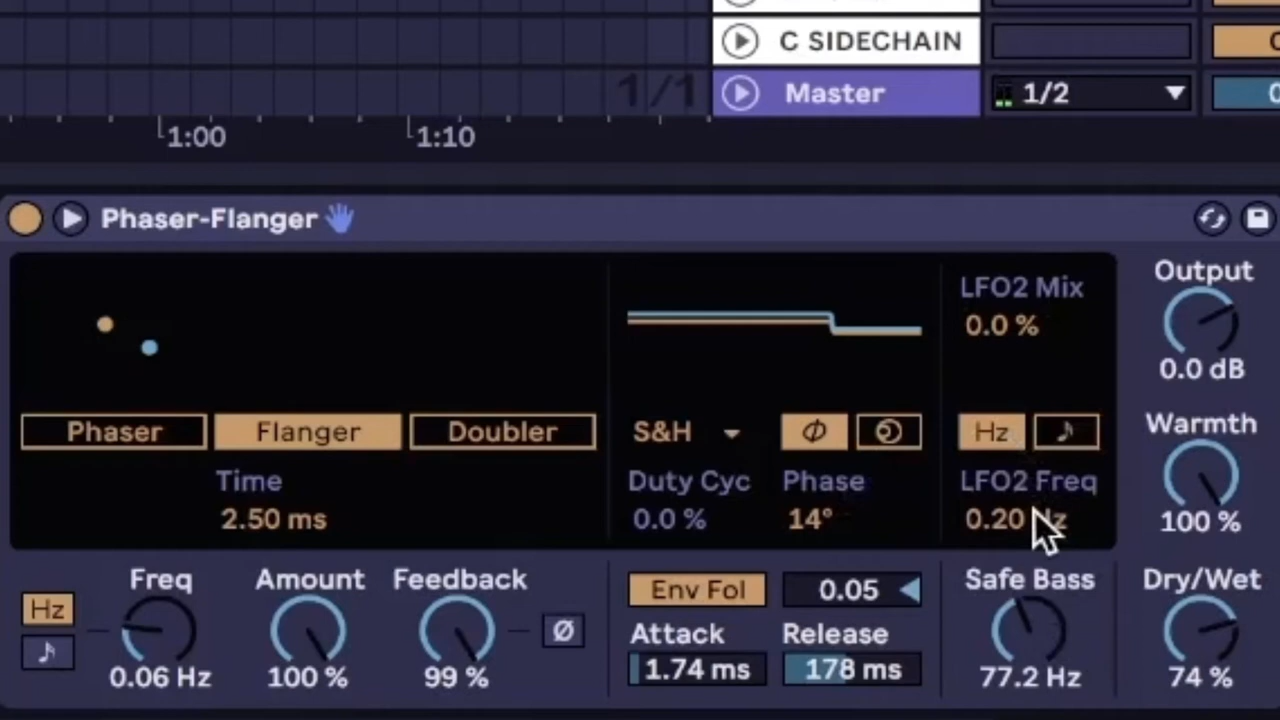 C SIDECHAIN
1/1
Master
1/2
1:00
1:10
Phaser-Flanger
LFO2 Mix
0.0 %
Output
0.0 dB
Phaser
Flanger
Doubler
S&H
Φ
Hz
Warmth
100 %
Time
2.50 ms
Duty Cyc
0.0 %
Phase
14°
LFO2 Freq
0.20 Hz
Hz
Freq
0.06 Hz
Amount
100 %
Feedback
99 %
Ø
Env Fol
0.05
Attack
Release
1.74 ms
178 ms
Safe Bass
77.2 Hz
Dry/Wet
74 %